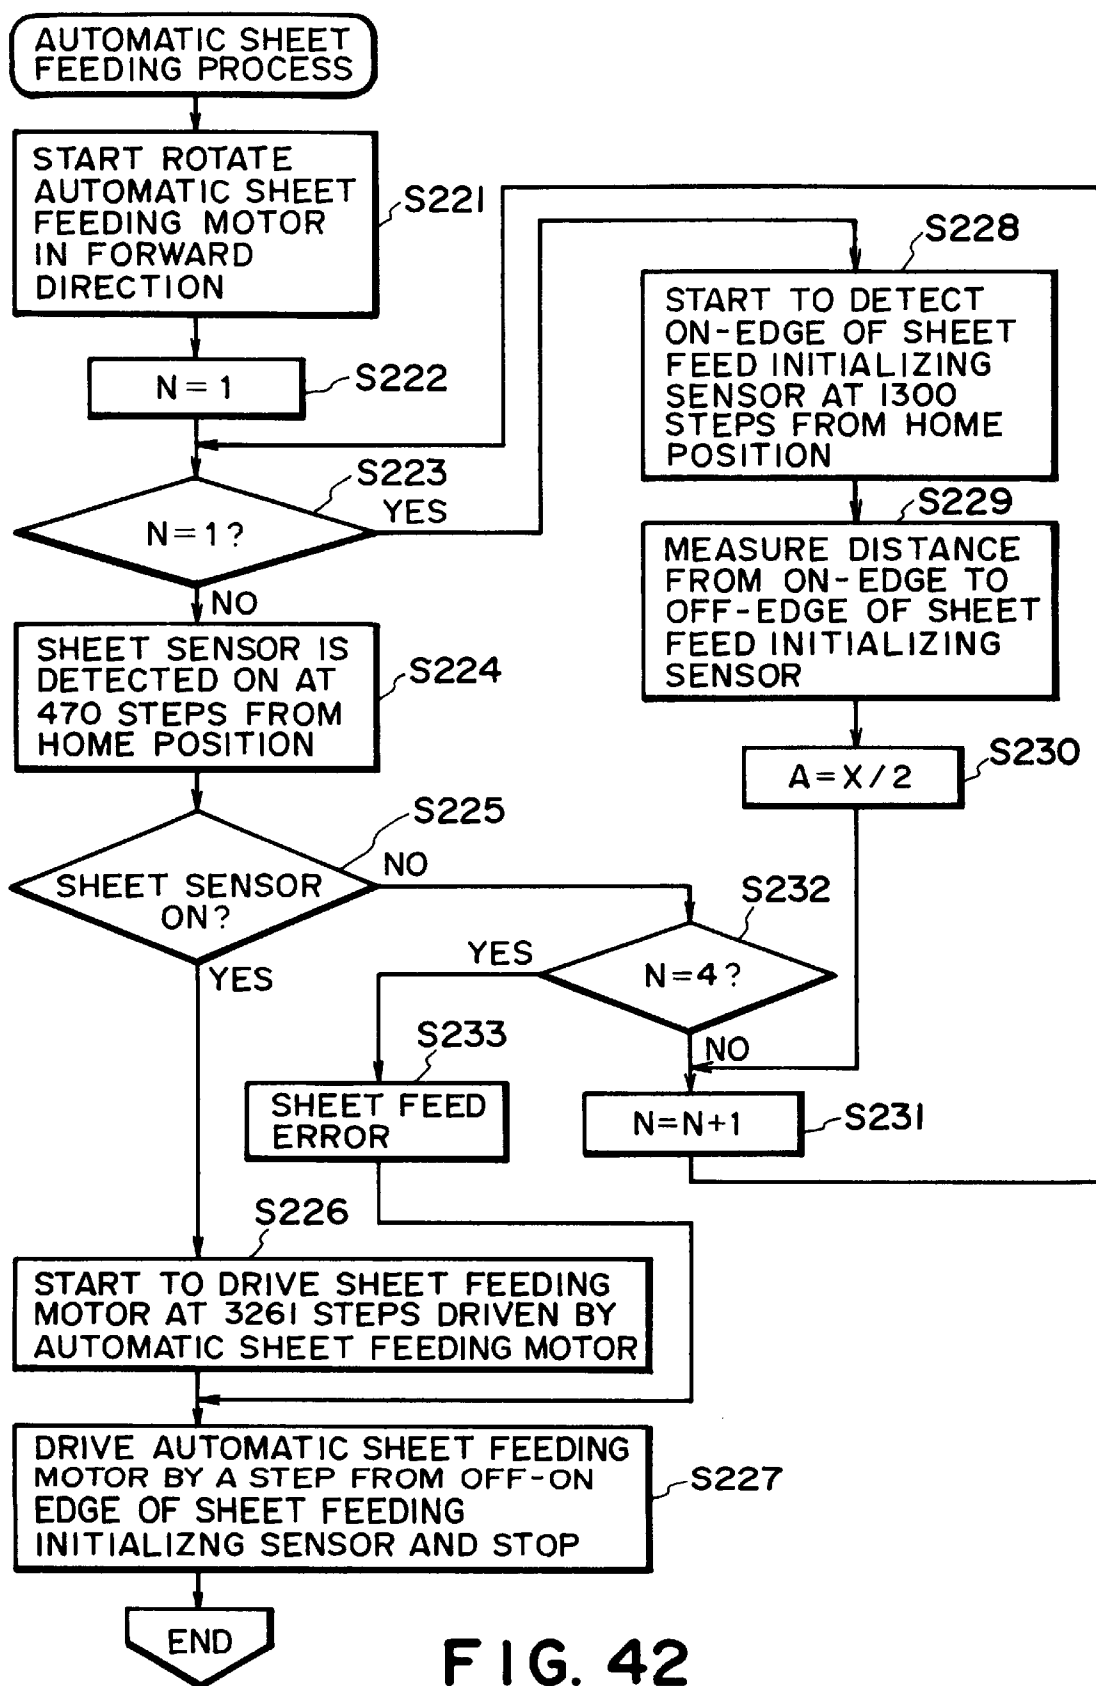 AUTOMATIC SHEET
FEEDING PROCESS
START ROTATE
AUTOMATIC SHEET
FEEDING MOTOR
IN FORWARD
DIRECTION
S221
N=1
S222
N=1?
S223
YES
NO
SHEET SENSOR IS
DETECTED ON AT
470 STEPS FROM
HOME POSITION
S224
SHEET SENSOR
ON?
S225
NO
YES
S228
START TO DETECT
ON-EDGE OF SHEET
FEED INITIALIZING
SENSOR AT 1300
STEPS FROM HOME
POSITION
S229
MEASURE DISTANCE
FROM ON-EDGE TO
OFF-EDGE OF SHEET
FEED INITIALIZING
SENSOR
A=X/2
S230
S232
N=4?
YES
NO
S233
SHEET FEED
ERROR
N=N+1
S231
S226
START TO DRIVE SHEET FEEDING
MOTOR AT 3261 STEPS DRIVEN BY
AUTOMATIC SHEET FEEDING MOTOR
DRIVE AUTOMATIC SHEET FEEDING
MOTOR BY A STEP FROM OFF-ON
EDGE OF SHEET FEEDING
INITIALIZNG SENSOR AND STOP
S227
END
FIG. 42